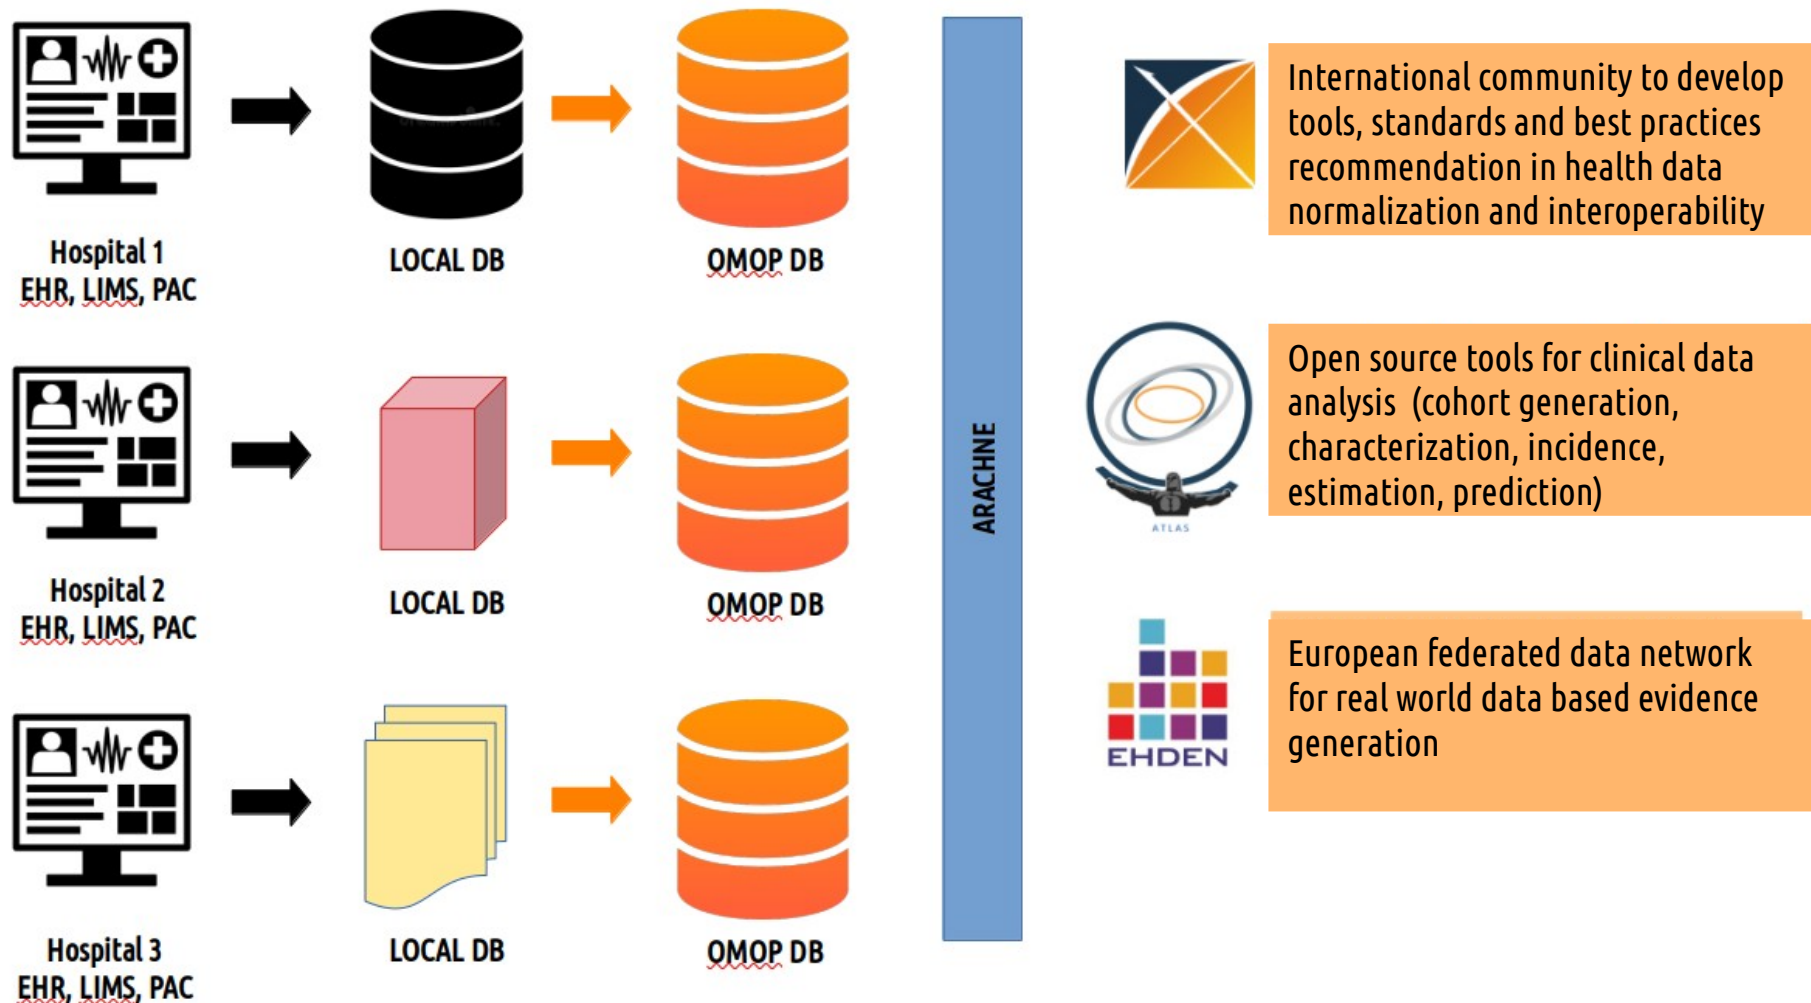 Hospital 1
EHR, LIMS, PAC
LOCAL DB
OMOP DB
Hospital 2
EHR, LIMS, PAC
LOCAL DB
OMOP DB
Hospital 3
EHR, LIMS, PAC
LOCAL DB
OMOP DB
ARACHNE
International community to develop
tools, standards and best practices
recommendation in health data
normalization and interoperability
ATLAS
Open source tools for clinical data
analysis (cohort generation,
characterization, incidence,
estimation, prediction)
EHDEN
European federated data network
for real world data based evidence
generation